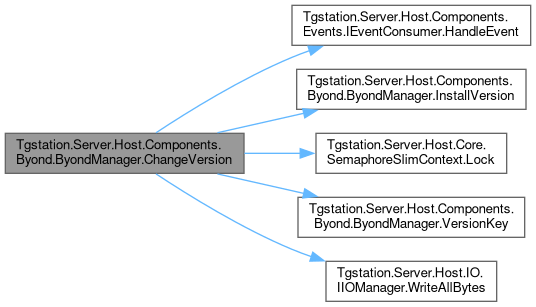 Tgstation.Server.Host.Components.
Events.IEventConsumer.HandleEvent
Tgstation.Server.Host.Components.
Byond.ByondManager.InstallVersion
Tgstation.Server.Host.Components.
Byond.ByondManager.ChangeVersion
Tgstation.Server.Host.Core.
SemaphoreSlimContext.Lock
Tgstation.Server.Host.Components.
Byond.ByondManager.VersionKey
Tgstation.Server.Host.IO.
IIOManager.WriteAllBytes